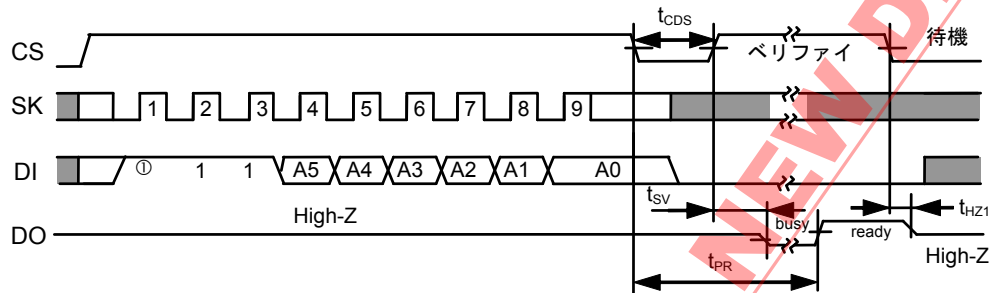 tCDS
CS
ベリファイ
待機
SK
1 2 3 4 5 6 7 8 9
DI
① 1 1 A5 A4 A3 A2 A1 A0
tSV
High-Z
busy
ready
tHZ1
DO
tPR
High-Z
NEW D